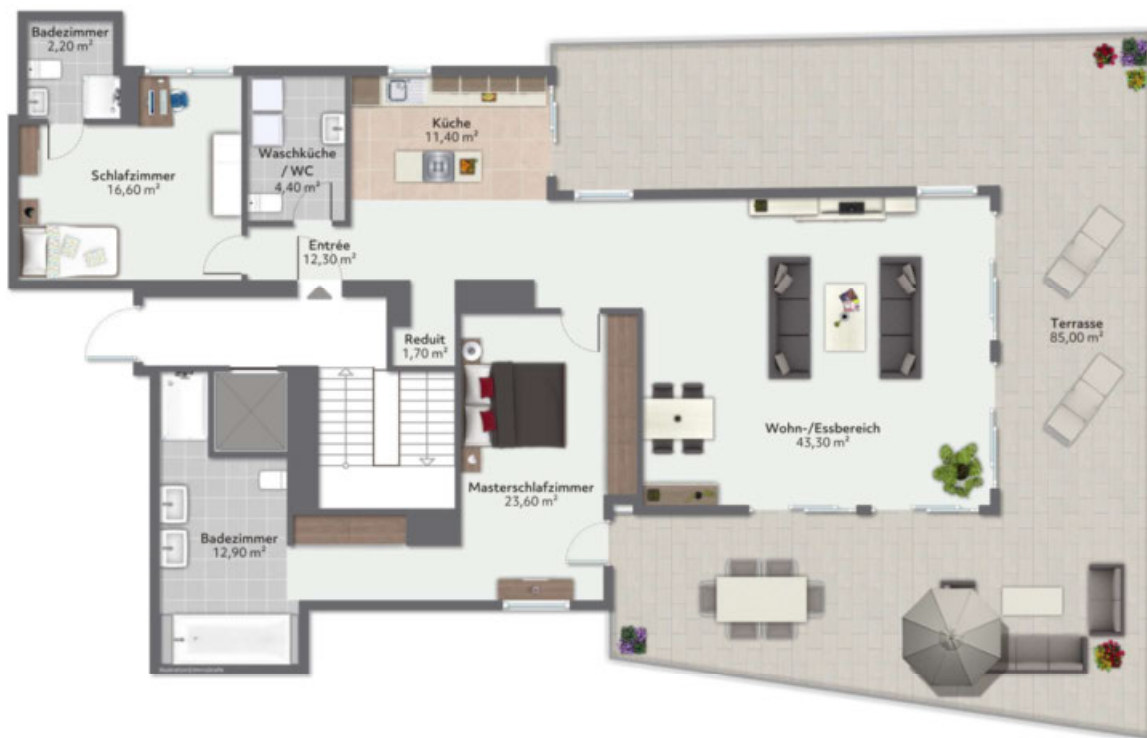 Badezimmer
2,20 m²
Küche
11,40 m²
Waschküche
/ WC
4,40 m²
Schlafzimmer
16,60 m²
Entrée
12,30 m²
Reduit
1,70 m²
Terrasse
85,00 m²
Wohn-/Essbereich
43,30 m²
Masterschlafzimmer
23,60 m²
Badezimmer
12,90 m²